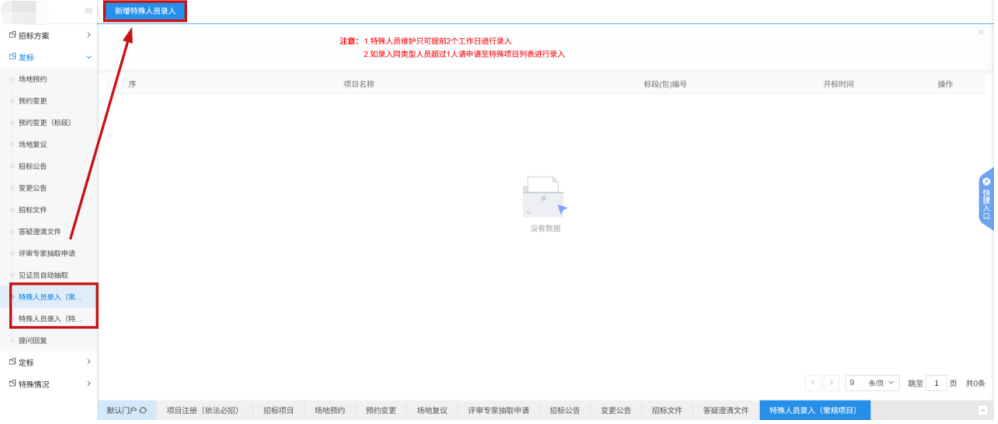 新增特殊人员录入
招标方案
发标
场地预约
预约变更
预约变更（标段）
场地复议
招标公告
变更公告
招标文件
答疑澄清文件
评审专家抽取申请
见证员自动抽取
特殊人员录入（常...
特殊人员录入（特...
提问回复
定标
特殊情况
注意： 1.特殊人员维护只可提前2个工作日进行录入
2.如录入同类型人员超过1人请申请至特殊项目列表进行录入
序 项目名称 标段(包)编号 开标时间 操作
没有数据
快捷入口
9 条/页 跳至 1 页 共0条
默认门户 项目注册（依法必招） 招标项目 场地预约 预约变更 场地复议 评审专家抽取申请 招标公告 变更公告 招标文件 答疑澄清文件 特殊人员录入（常规项目）